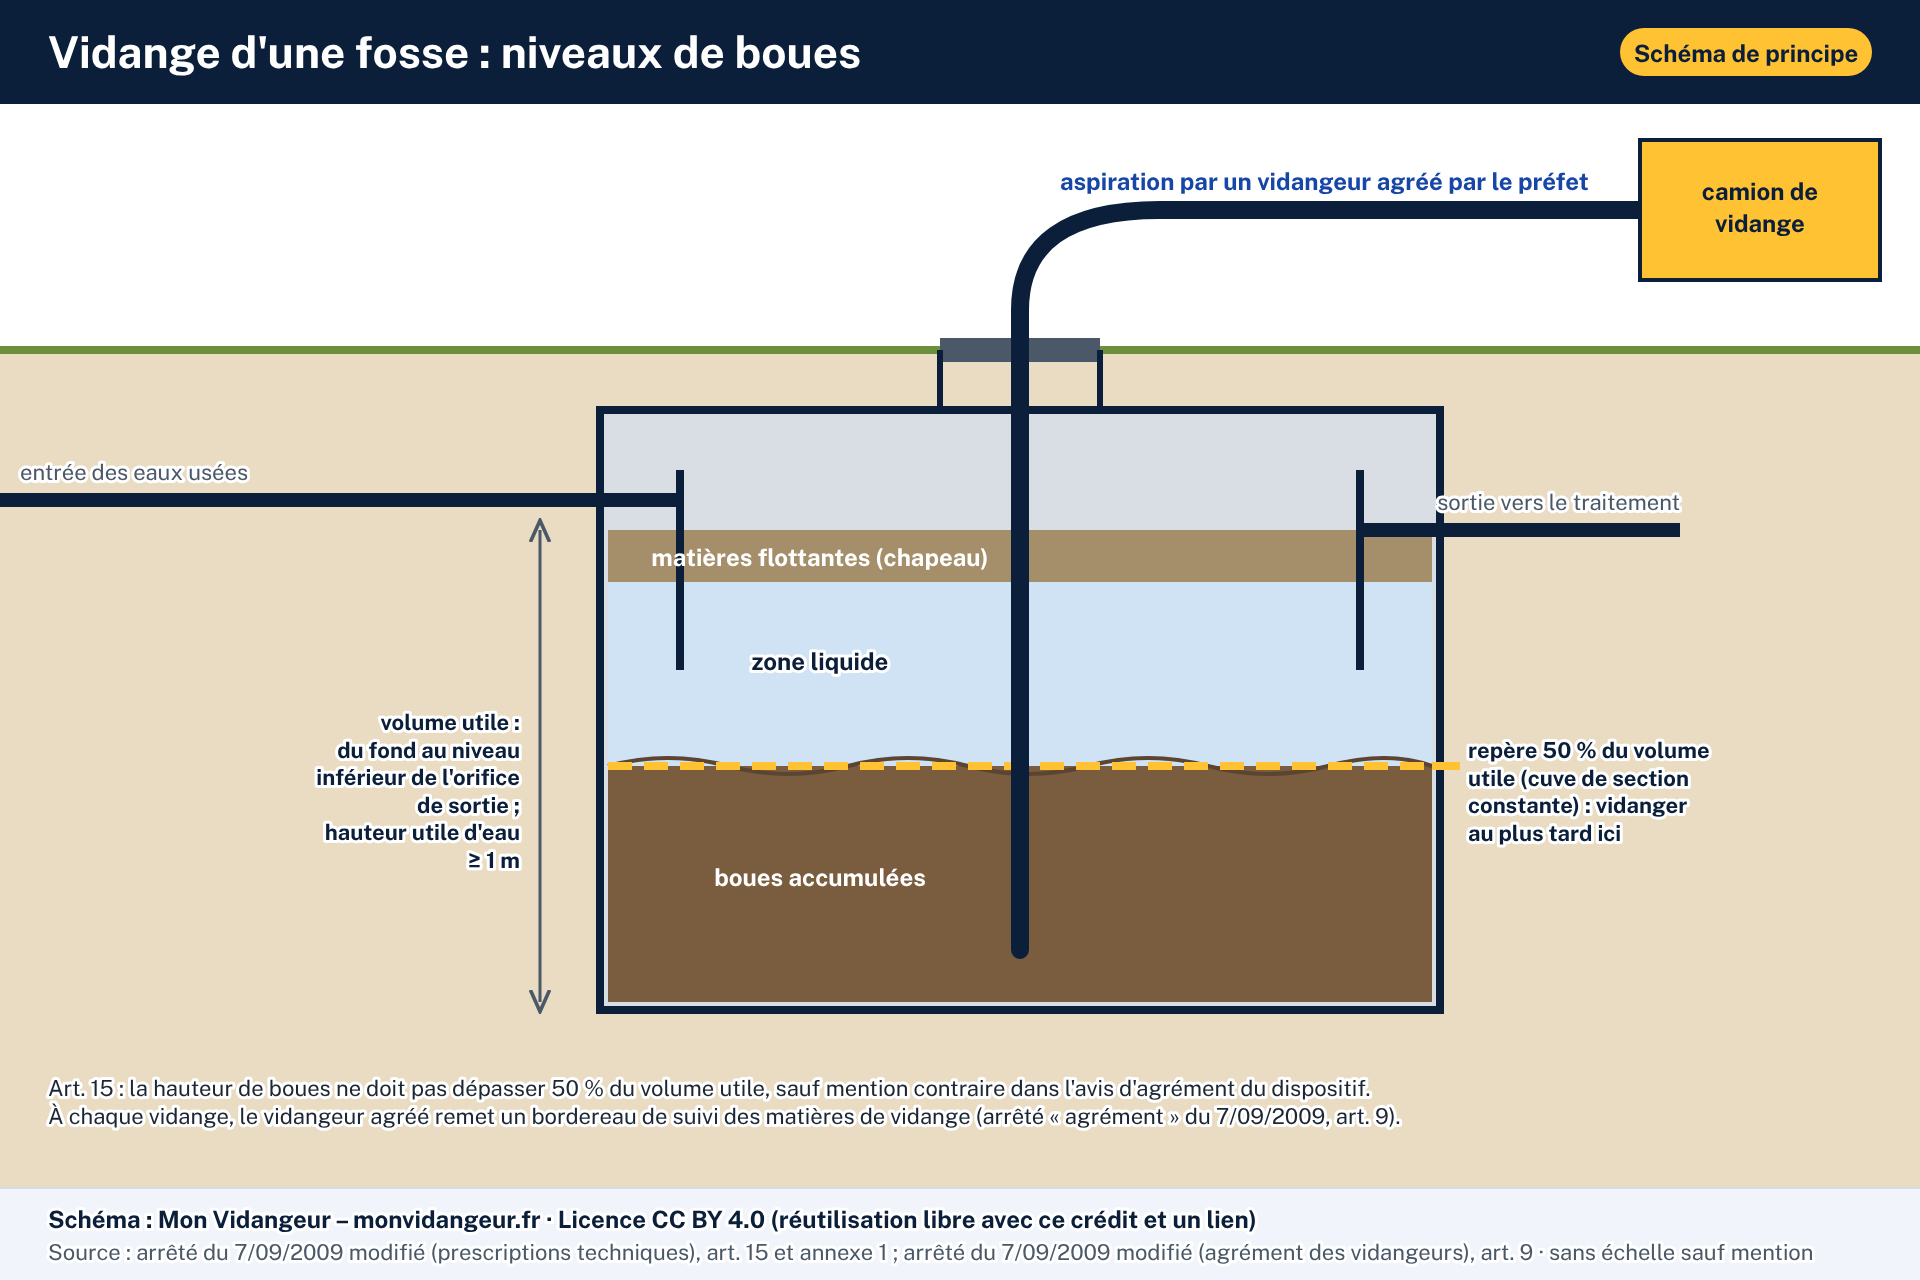 Vidange d'une fosse : niveaux de boues
Schéma de principe
aspiration par un vidangeur agréé par le préfet
camion de
vidange
entrée des eaux usées
sortie vers le traitement
matières flottantes (chapeau)
zone liquide
volume utile :
du fond au niveau
inférieur de l'orifice
de sortie ;
hauteur utile d'eau
≥ 1 m
repère 50 % du volume
utile (cuve de section
constante) : vidanger
au plus tard ici
boues accumulées
Art. 15 : la hauteur de boues ne doit pas dépasser 50 % du volume utile, sauf mention contraire dans l'avis d'agrément du dispositif.
À chaque vidange, le vidangeur agréé remet un bordereau de suivi des matières de vidange (arrêté « agrément » du 7/09/2009, art. 9).
Schéma : Mon Vidangeur – monvidangeur.fr · Licence CC BY 4.0 (réutilisation libre avec ce crédit et un lien)
Source : arrêté du 7/09/2009 modifié (prescriptions techniques), art. 15 et annexe 1 ; arrêté du 7/09/2009 modifié (agrément des vidangeurs), art. 9 · sans échelle sauf mention